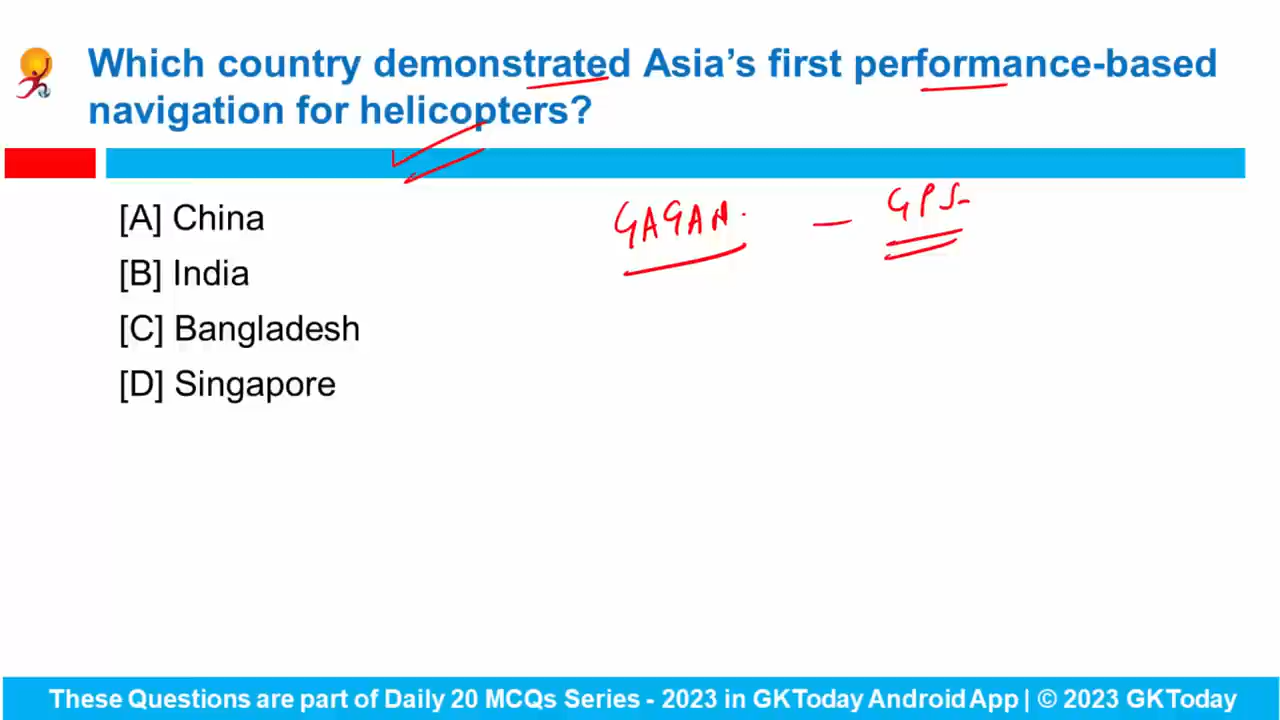 Which country demonstrated Asia's first performance-based
navigation for helicopters?
[A] China
GAGAN. – GPS-
[B] India
[C] Bangladesh
[D] Singapore
These Questions are part of Daily 20 MCQs Series - 2023 in GKToday Android App | © 2023 GKToday